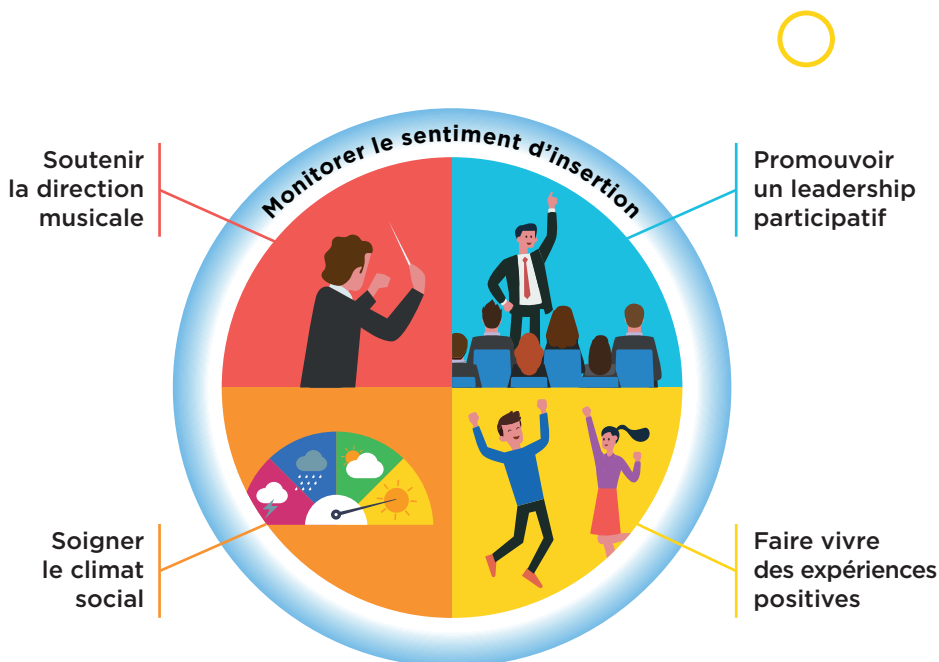 Monitorer le sentiment d’insertion
Soutenir
la direction
musicale
Promouvoir
un leadership
participatif
Soigner
le climat
social
Faire vivre
des expériences
positives